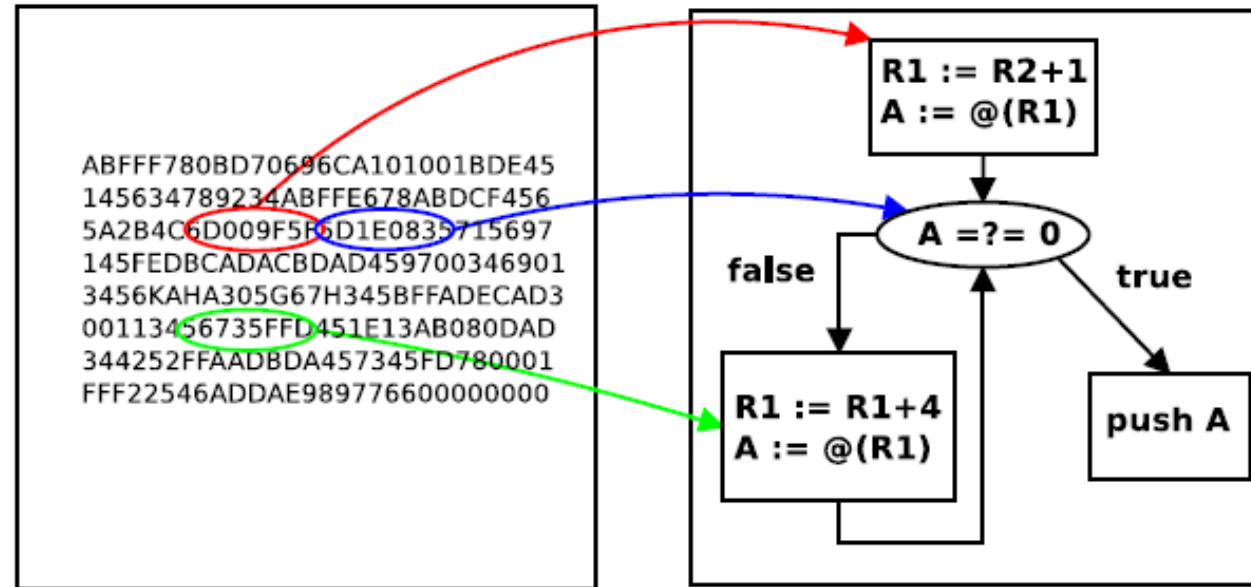 ABFFF780BD70696CA101001BDE45
145634789234ABFFE678ABDCF456
5A2B4C6D009F5F5D1E0835715697
145FEDBCADACBDAD459700346901
3456KAHA305G67H345BFFADECAD3
00113456735FFD451E13AB080DAD
344252FFAADBDA457345FD780001
FFF22546ADDAE989776600000000
R1 := R2+1
A := @(R1)
A =?= 0
false
true
R1 := R1+4
A := @(R1)
push A